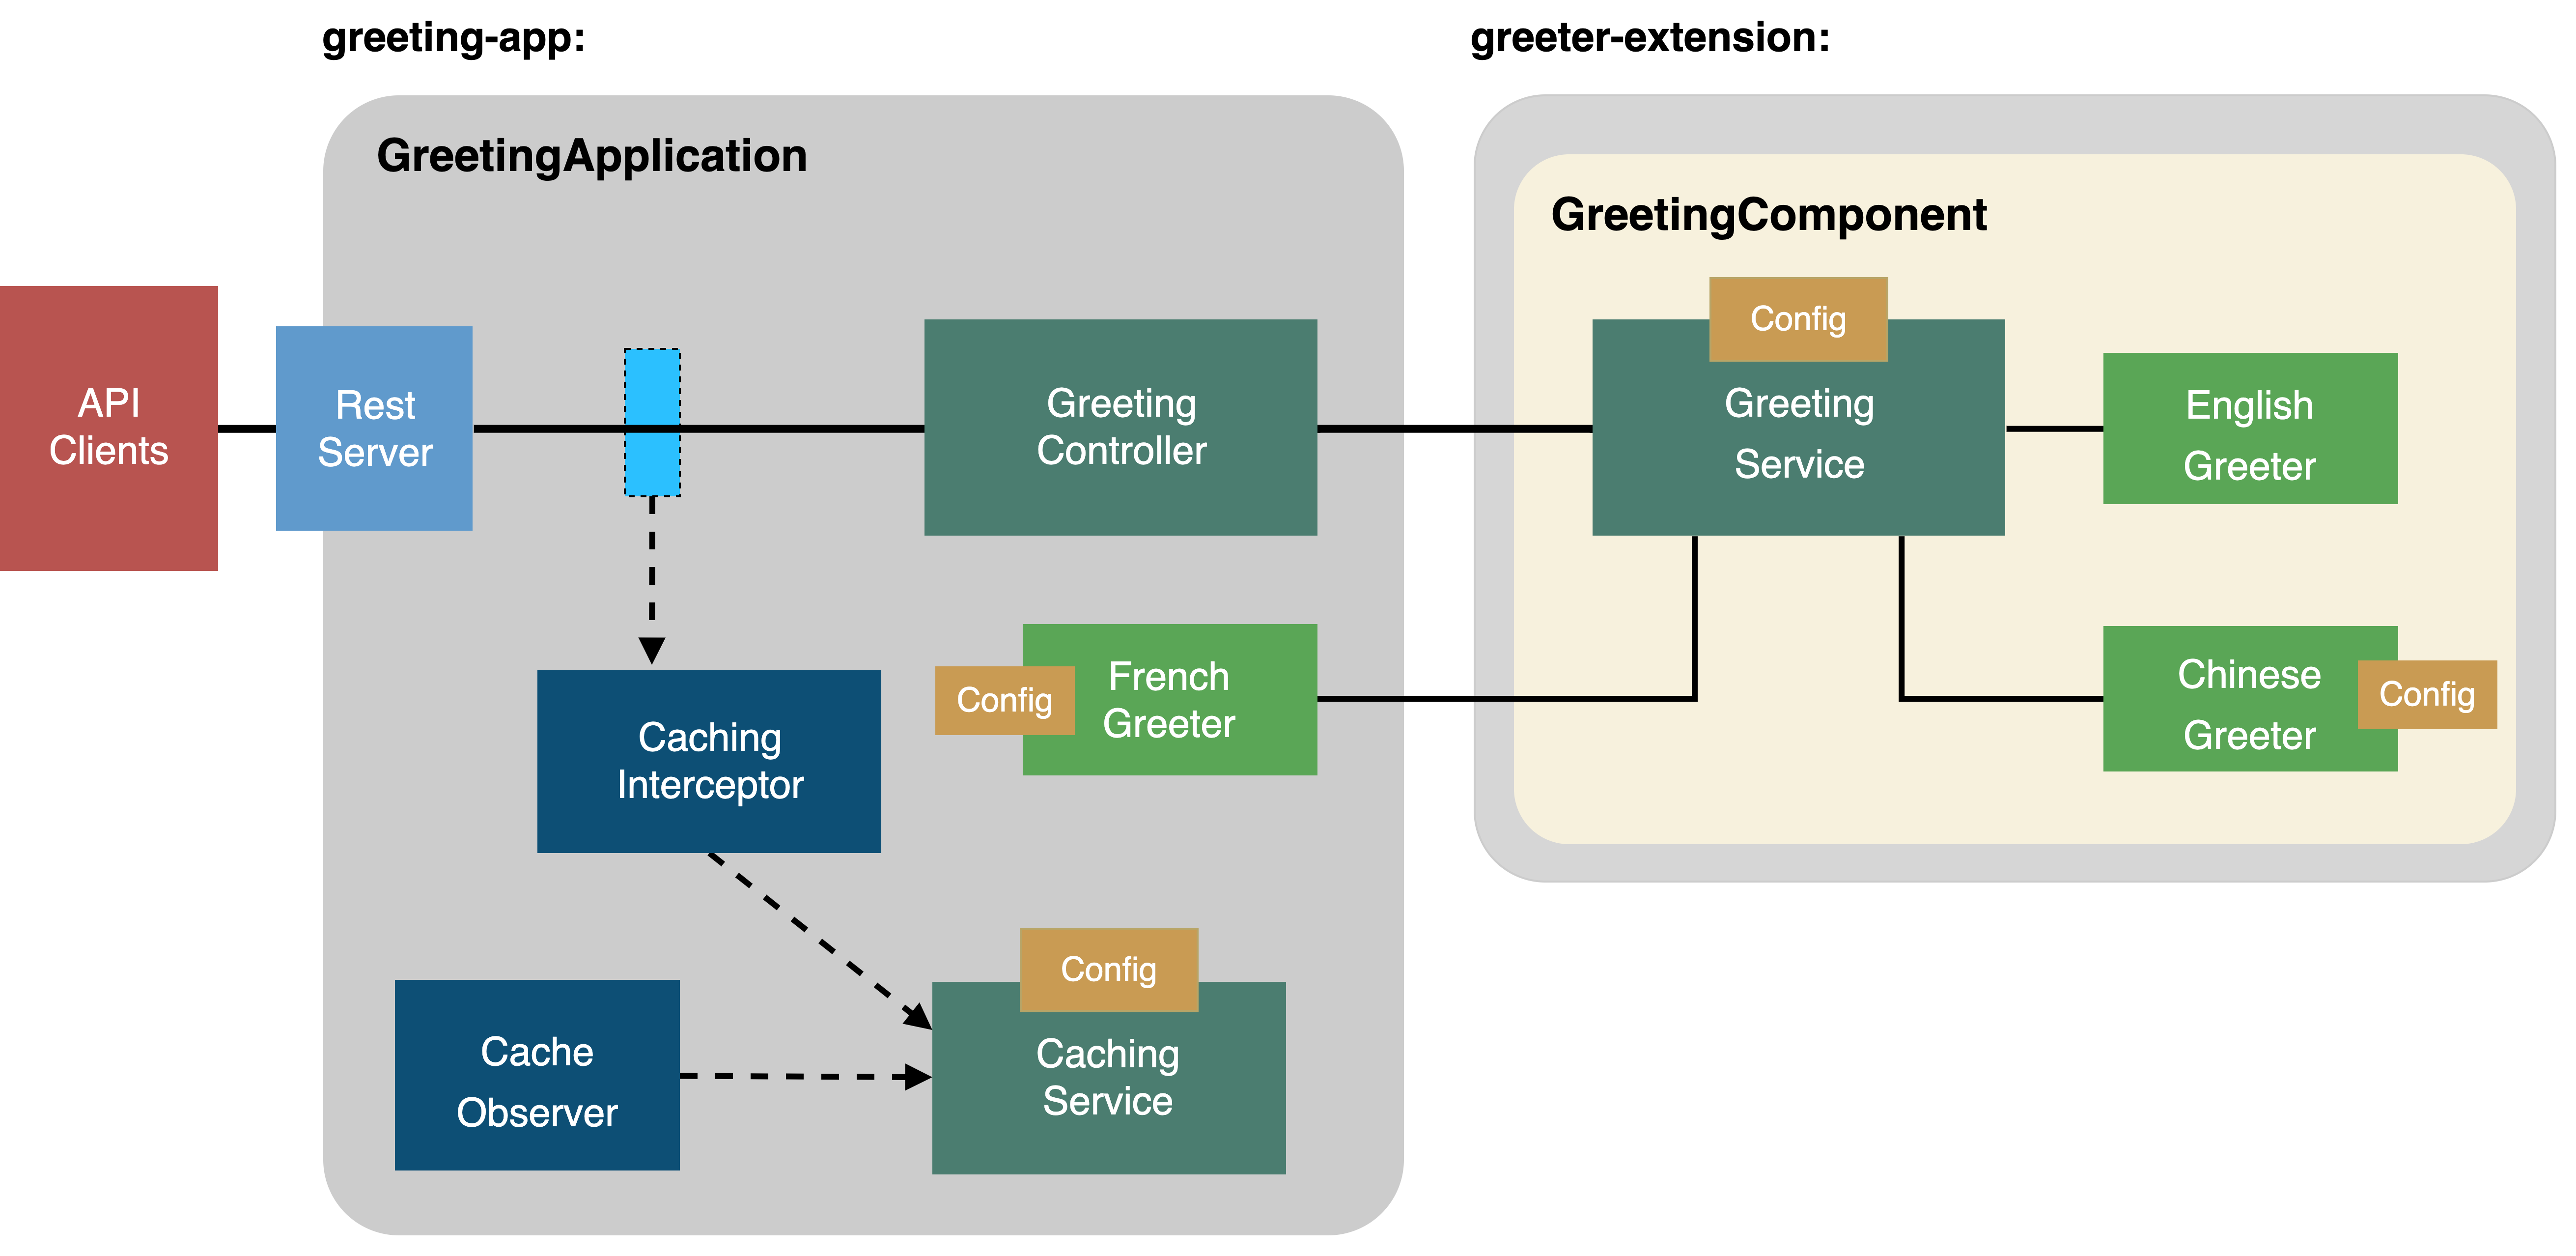 greeting-app:
greeter-extension:
GreetingApplication
GreetingComponent
API
Clients
Rest
Server
Greeting
Controller
Config
Greeting
Service
English
Greeter
Config
French
Greeter
Chinese
Greeter
Config
Caching
Interceptor
Cache
Observer
Config
Caching
Service